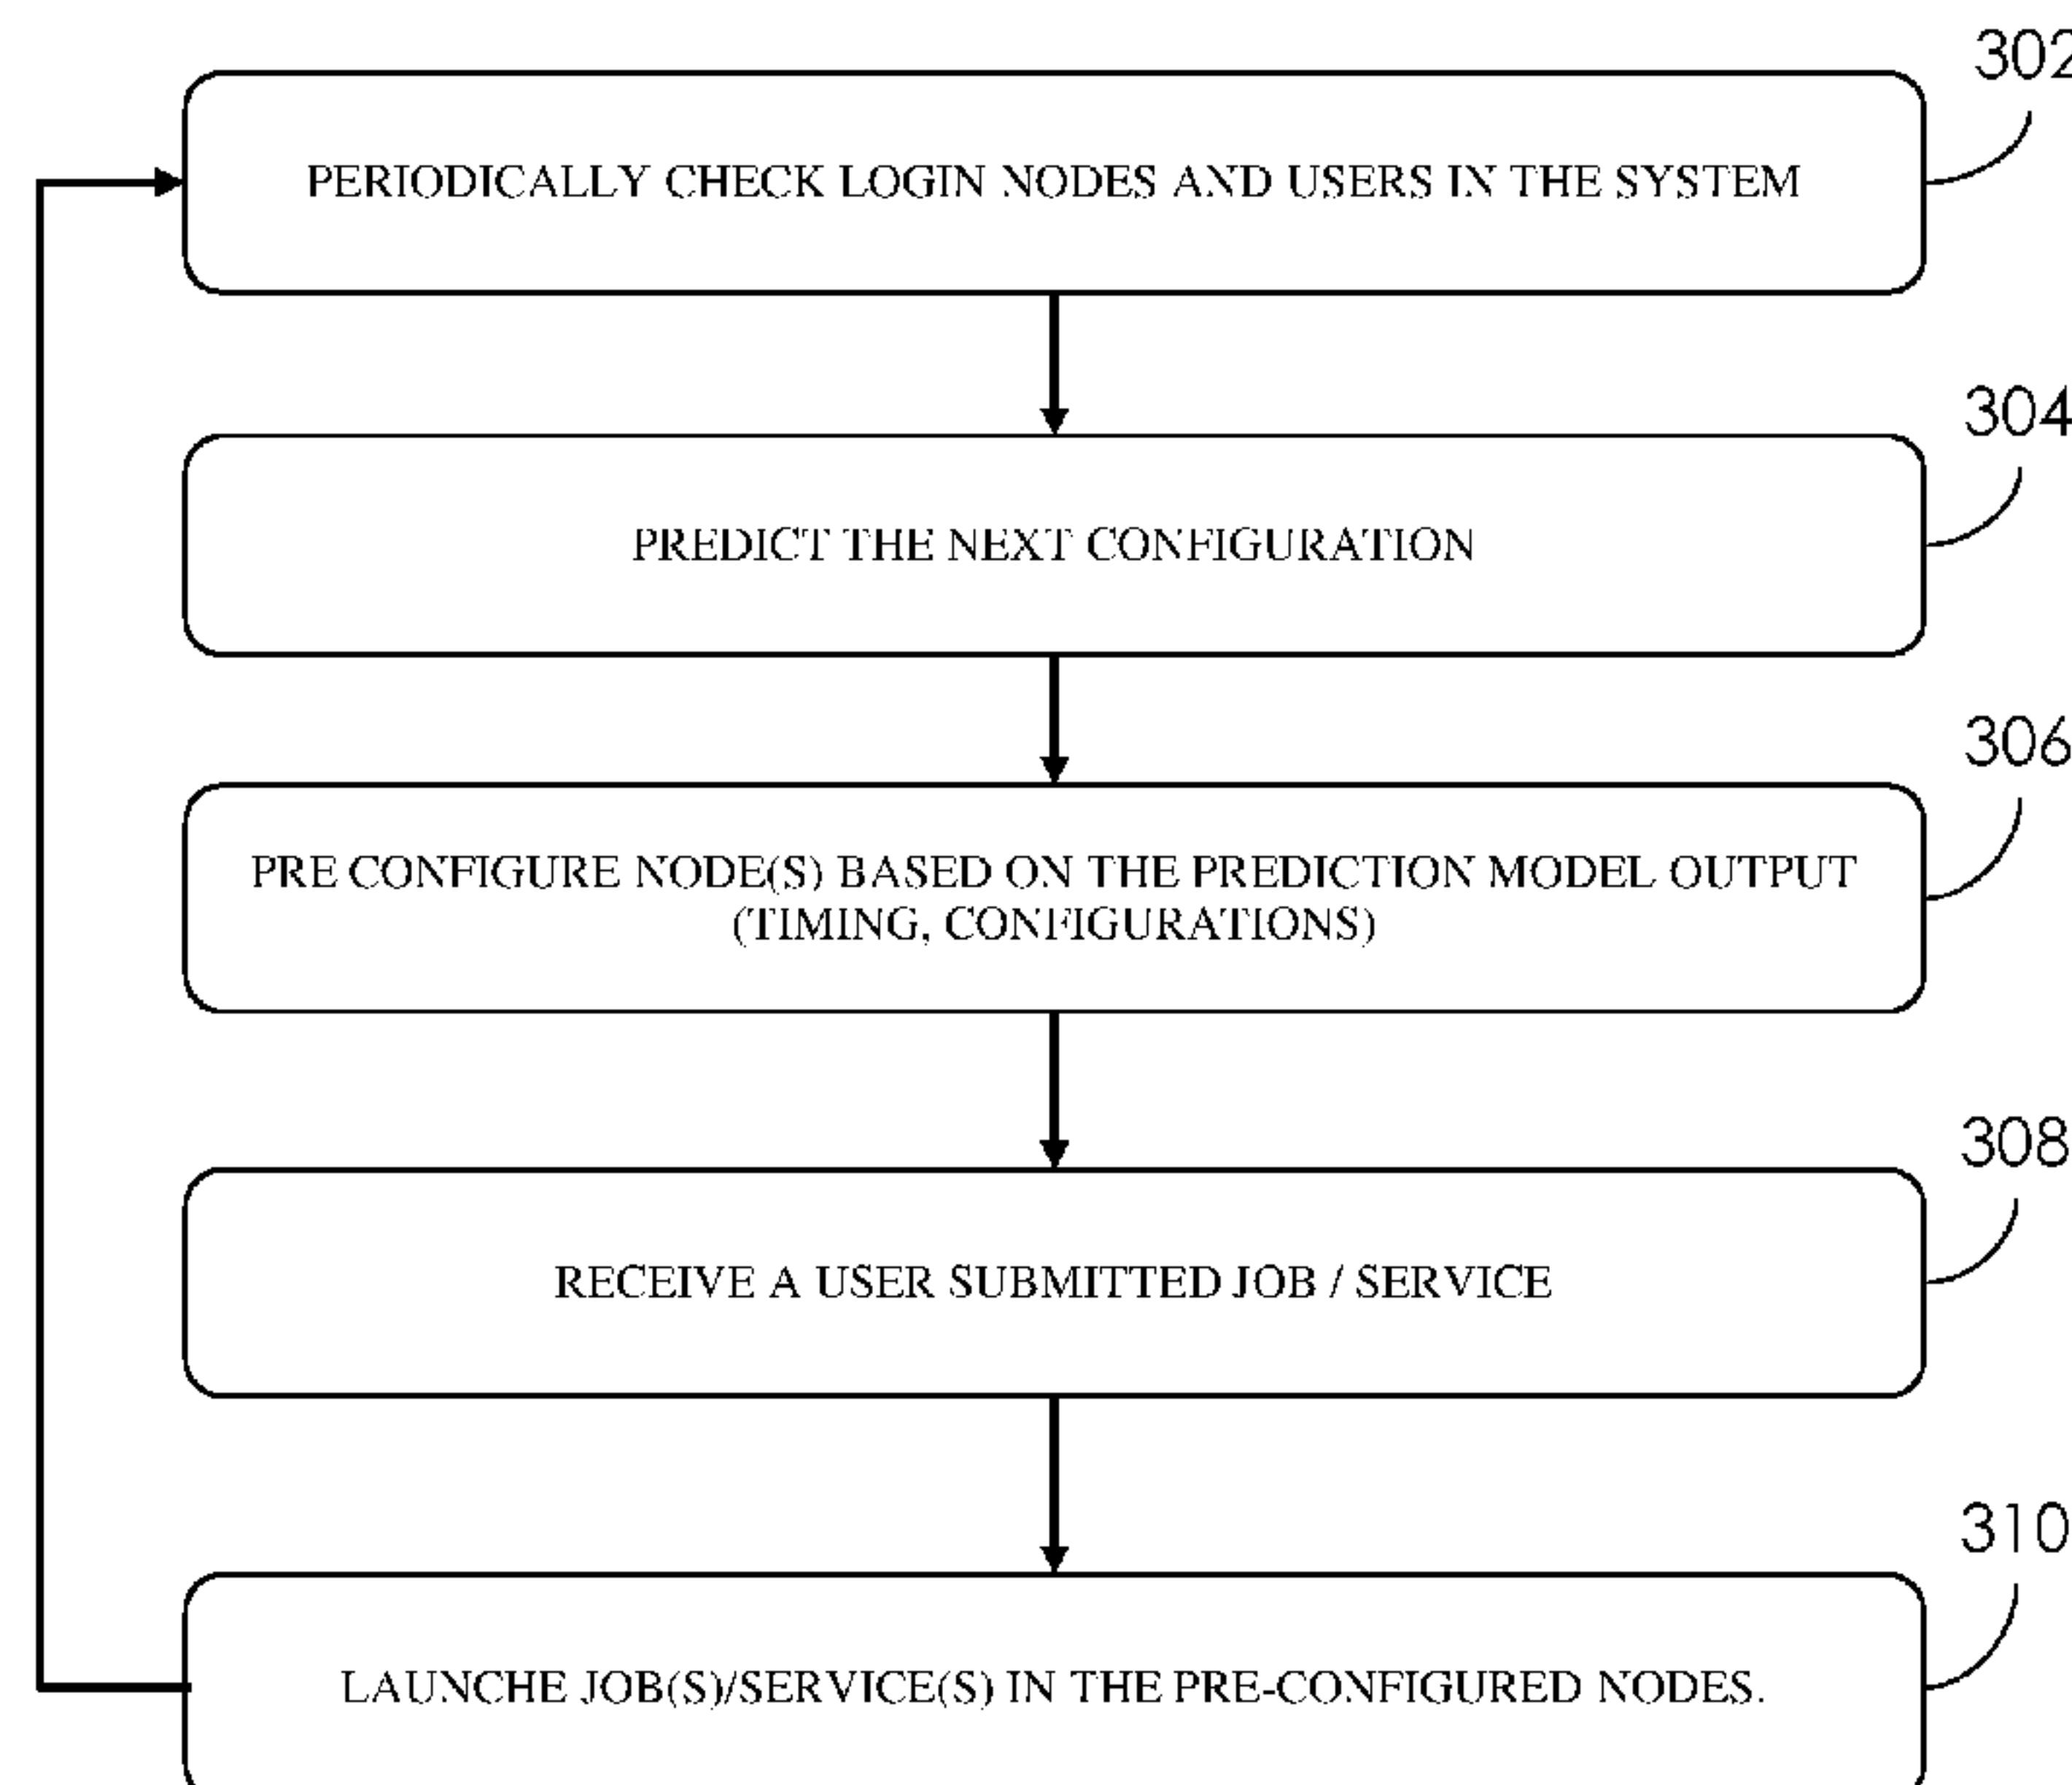 302
PERIODICALLY CHECK LOGIN NODES AND USERS IN THE SYSTEM
304
PREDICT THE NEXT CONFIGURATION
306
PRE CONFIGURE NODE(S) BASED ON THE PREDICTION MODEL OUTPUT
(TIMING, CONFIGURATIONS)
308
RECEIVE A USER SUBMITTED JOB / SERVICE
310
LAUNCHE JOB(S)/SERVICE(S) IN THE PRE-CONFIGURED NODES.